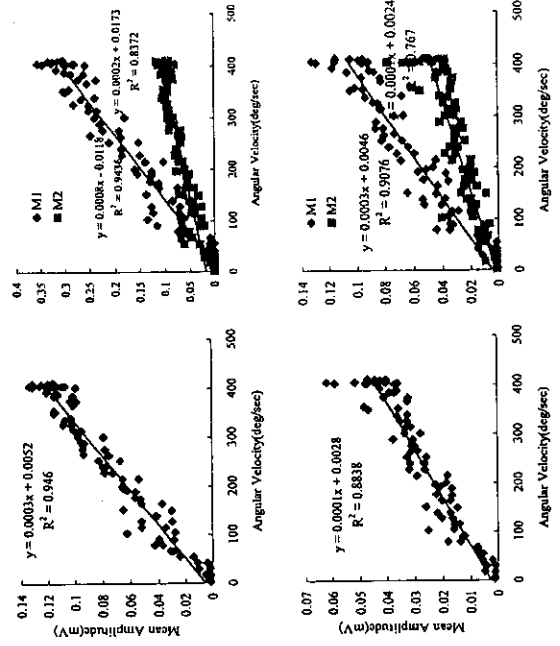 0.14
0.12
0.1
0.08
0.06
0.04
0.02
0
Mean Amplitude(mV)
y = 0.0003x + 0.0052
R² = 0.946
0 100 200 300 400 500
Angular Velocity(deg/sec)
0.4
0.35
0.3
0.25
0.2
0.15
0.1
0.05
0
M1
M2
y = 0.0008x - 0.0118
R² = 0.9436
y = 0.0002x + 0.0173
R² = 0.8372
0 100 200 300 400 500
Angular Velocity(deg/sec)
0.07
0.06
0.05
0.04
0.03
0.02
0.01
0
Mean Amplitude(mV)
y = 0.0001x + 0.0028
R² = 0.8838
0 100 200 300 400 500
Angular Velocity(deg/sec)
0.14
0.12
0.1
0.08
0.06
0.04
0.02
0
M1
M2
y = 0.0003x + 0.0046
R² = 0.9076
+ 0.0024
0.767
0 100 200 300 400 500
Angular Velocity(deg/sec)